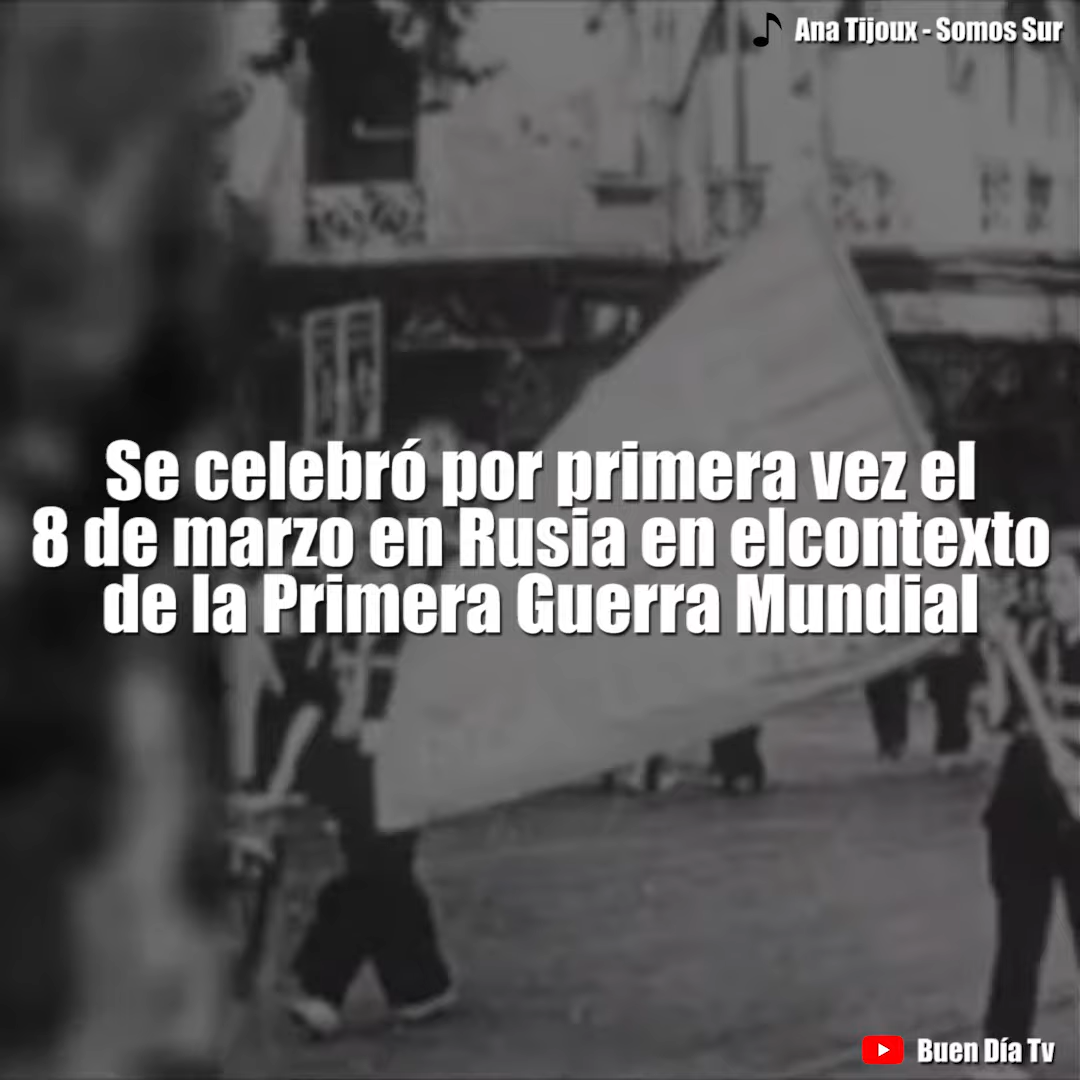 Ana Tijoux - Somos Sur
Se celebró por primera vez el
8 de marzo en Rusia en elcontexto
de la Primera Guerra Mundial
Buen Día Tv